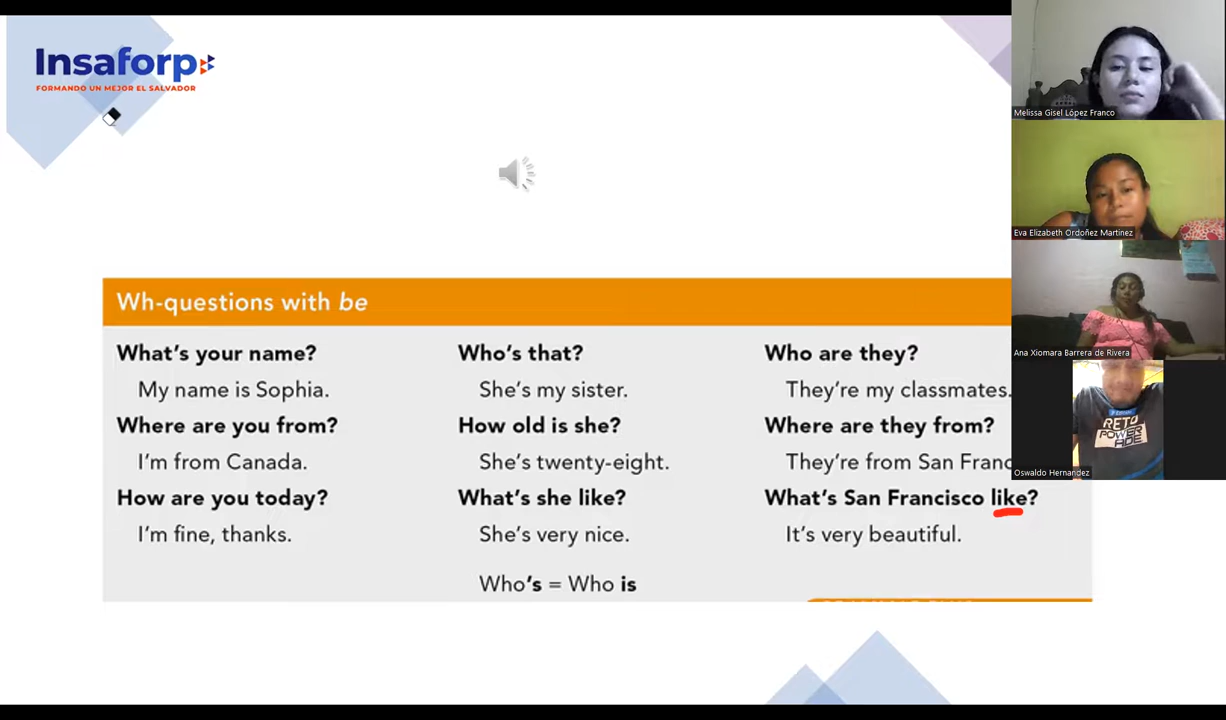 Insaforp
FORMANDO UN MEJOR EL SALVADOR
Wh-questions with be
What's your name?
My name is Sophia.
Where are you from?
I'm from Canada.
How are you today?
I'm fine, thanks.
Who's that?
She's my sister.
How old is she?
She's twenty-eight.
What's she like?
She's very nice.
Who's = Who is
Who are they?
They're my classmates.
Where are they from?
They're from San Franc
What's San Francisco like?
It's very beautiful.
Melissa Gisel López Franco
Eva Elizabeth Ordoñez Martinez
Ana Xiomara Barrera de Rivera
RETO
POWER
ADE
Oswaldo Hernandez